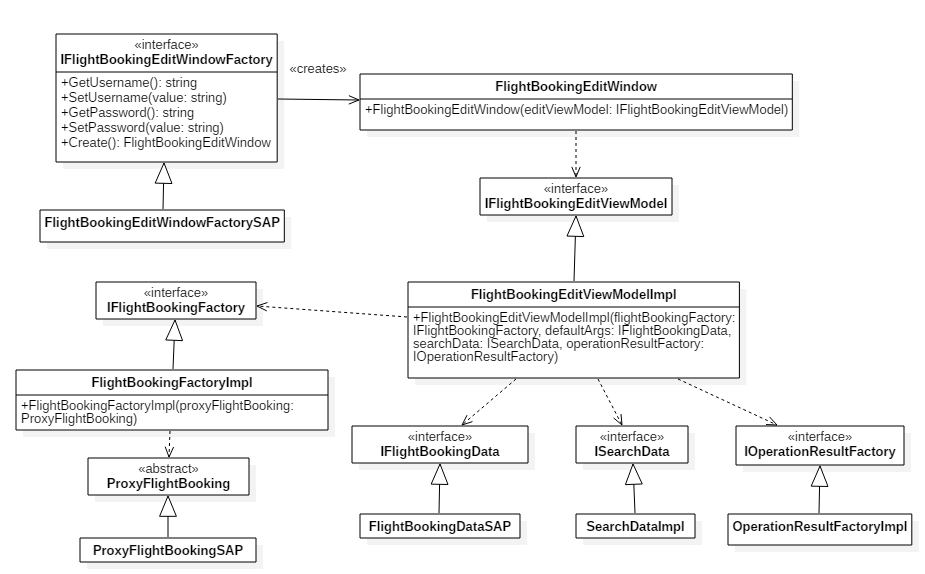 «interface»
IFlightBookingEditWindowFactory
+GetUsername(): string
+SetUsername(value: string)
+GetPassword(): string
+SetPassword(value: string)
+Create(): FlightBookingEditWindow
«creates»
FlightBookingEditWindow
+FlightBookingEditWindow(editViewModel: IFlightBookingEditViewModel)
«interface»
IFlightBookingEditViewModel
FlightBookingEditWindowFactorySAP
«interface»
IFlightBookingFactory
FlightBookingEditViewModelImpl
+FlightBookingEditViewModelImpl(flightBookingFactory:
IFlightBookingFactory, defaultArgs: IFlightBookingData,
searchData: ISearchData, operationResultFactory:
IOperationResultFactory)
FlightBookingFactoryImpl
+FlightBookingFactoryImpl(proxyFlightBooking:
ProxyFlightBooking)
«abstract»
ProxyFlightBooking
ProxyFlightBookingSAP
«interface»
IFlightBookingData
«interface»
ISearchData
«interface»
IOperationResultFactory
FlightBookingDataSAP
SearchDataImpl
OperationResultFactoryImpl